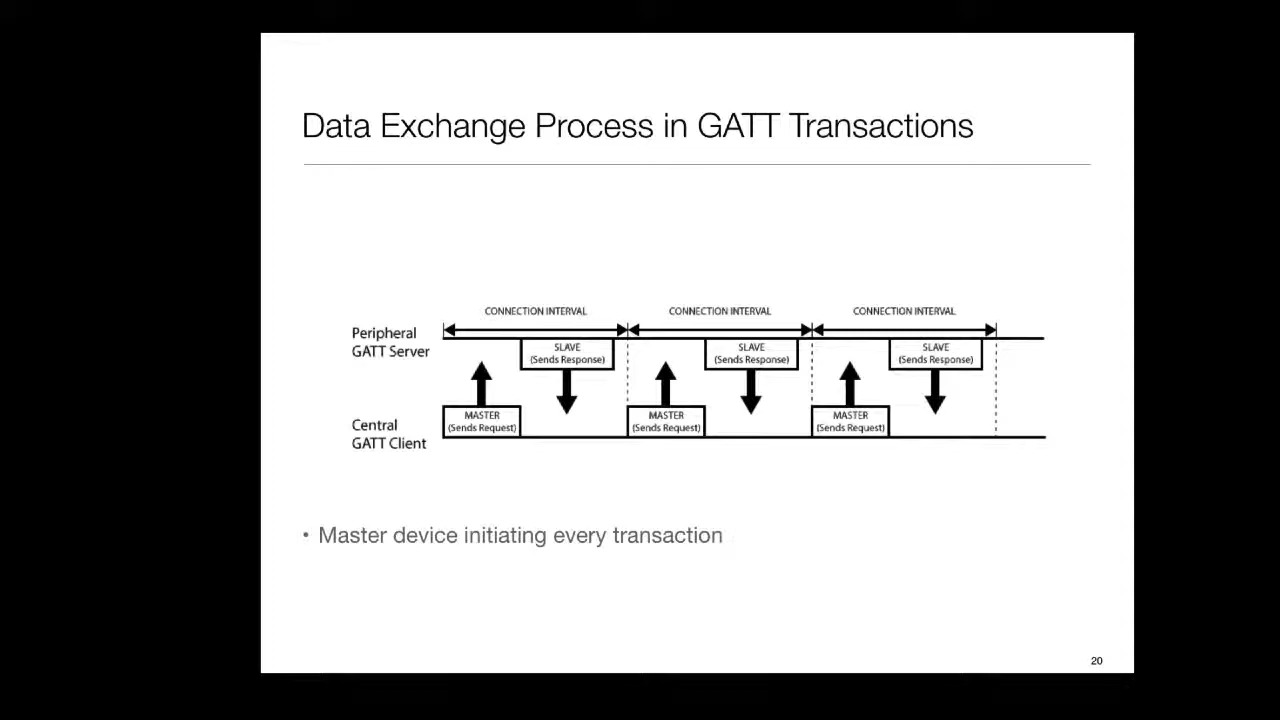 Data Exchange Process in GATT Transactions
CONNECTION INTERVAL CONNECTION INTERVAL CONNECTION INTERVAL
Peripheral
GATT Server
SLAVE
(Sends Response)
SLAVE
(Sends Response)
SLAVE
(Sends Response)
MASTER
(Sends Request)
MASTER
(Sends Request)
MASTER
(Sends Request)
Central
GATT Client
• Master device initiating every transaction
20